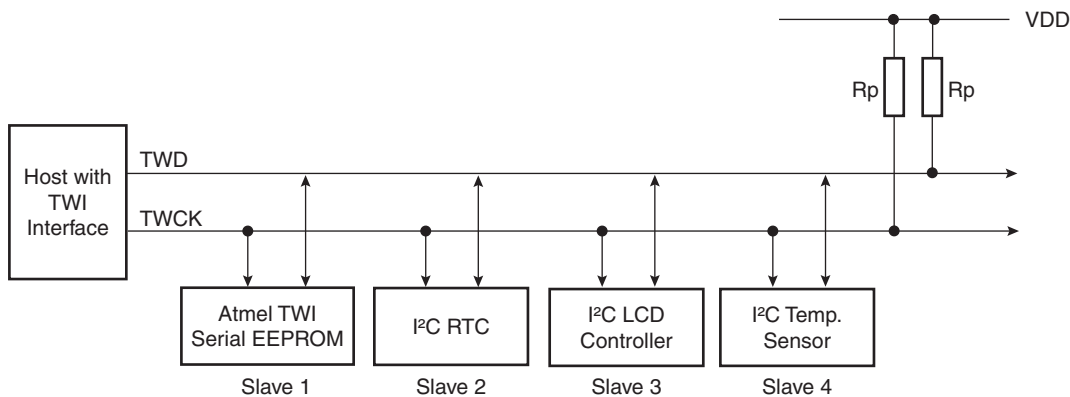 VDD
Rp
Rp
Host with
TWI
Interface
TWD
TWCK
Atmel TWI
Serial EEPROM
I²C RTC
I²C LCD
Controller
I²C Temp.
Sensor
Slave 1
Slave 2
Slave 3
Slave 4